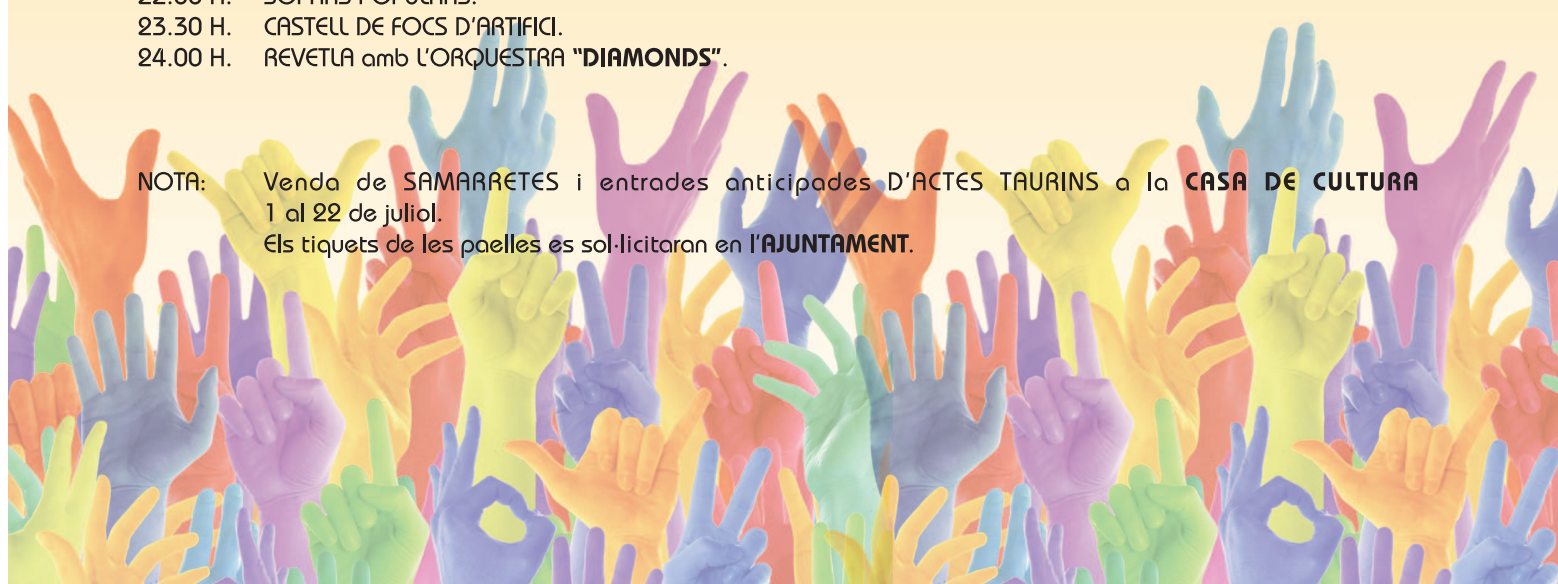 23.30 H. CASTELL DE FOCS D'ARTIFICI.
24.00 H. REVETLA amb L'ORQUESTRA "DIAMONDS".
NOTA: Venda de SAMARRETES i entrades anticipades D'ACTES TAURINS a la CASA DE CULTURA
1 al 22 de juliol.
Els tiquets de les paelles es sol·licitaran en l'AJUNTAMENT.